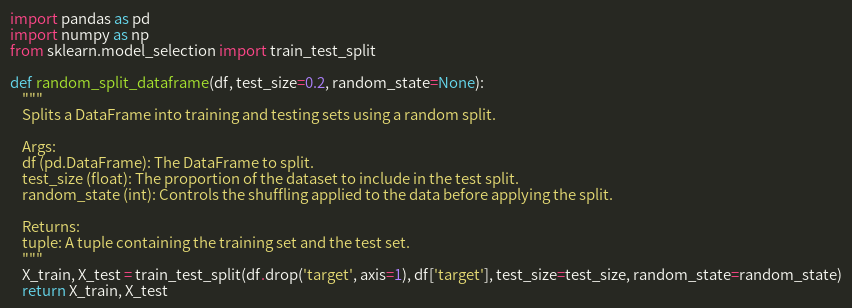 import pandas as pd
import numpy as np
from sklearn.model_selection import train_test_split
def random_split_dataframe(df, test_size=0.2, random_state=None):
"""
Splits a DataFrame into training and testing sets using a random split.
Args:
df (pd.DataFrame): The DataFrame to split.
test_size (float): The proportion of the dataset to include in the test split.
random_state (int): Controls the shuffling applied to the data before applying the split.
Returns:
tuple: A tuple containing the training set and the test set.
"""
X_train, X_test = train_test_split(df.drop('target', axis=1), df['target'], test_size=test_size, random_state=random_state)
return X_train, X_test